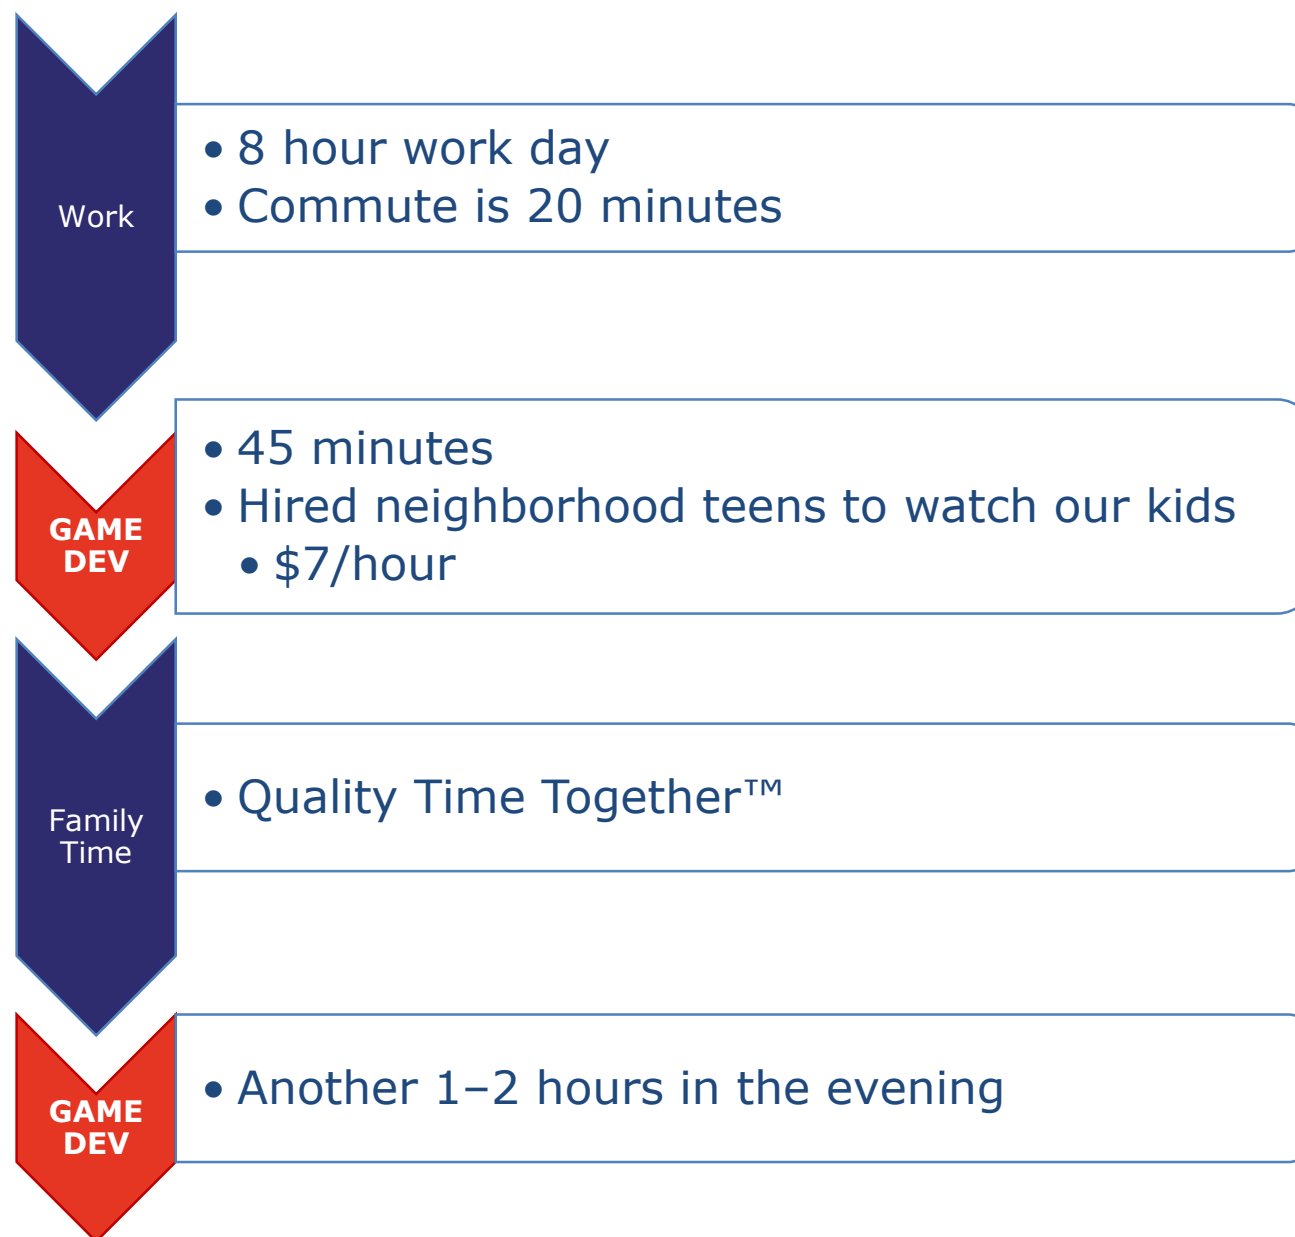 Work
• 8 hour work day
• Commute is 20 minutes
GAME
DEV
• 45 minutes
• Hired neighborhood teens to watch our kids
• $7/hour
Family
Time
• Quality Time Together™
GAME
DEV
• Another 1–2 hours in the evening